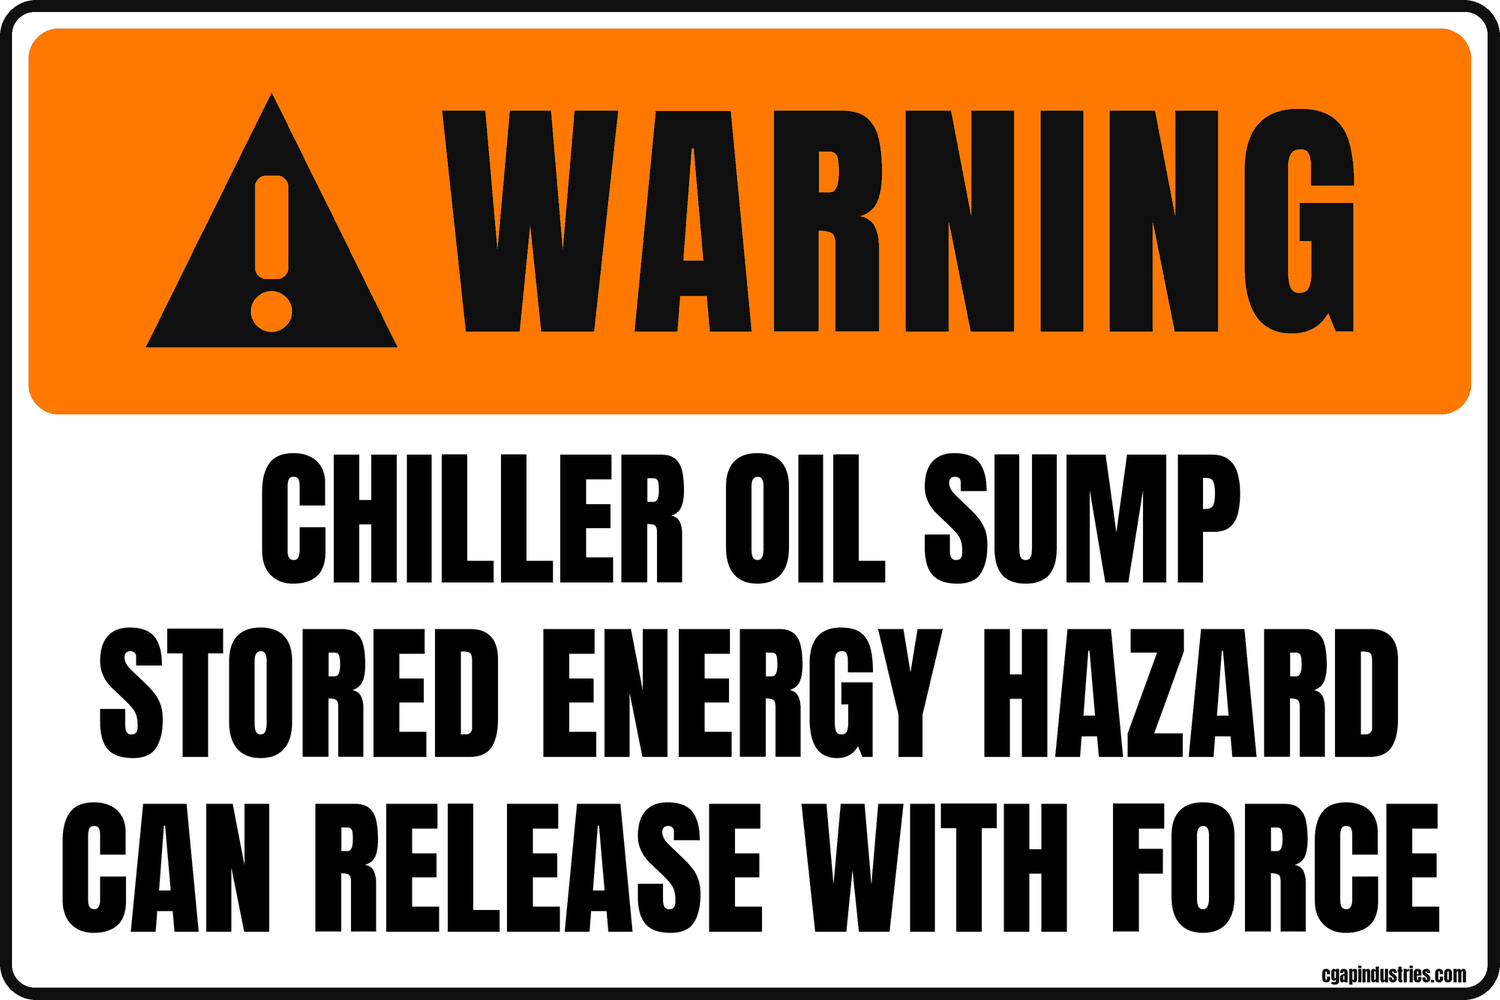 WARNING
CHILLER OIL SUMP
STORED ENERGY HAZARD
CAN RELEASE WITH FORCE
cgapindustries.com